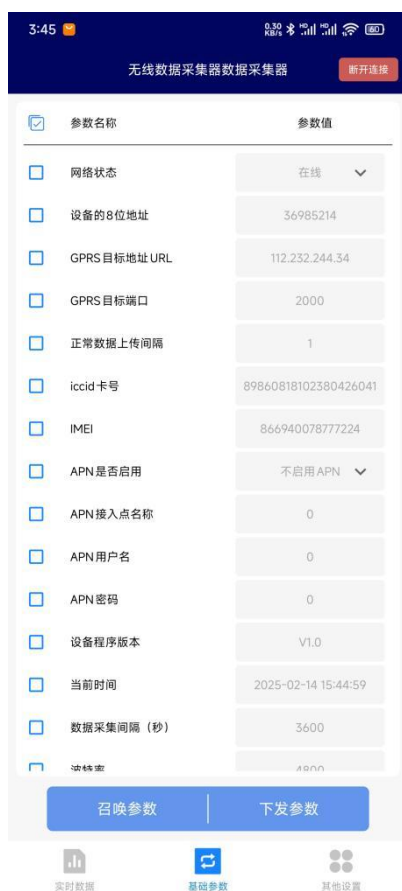 3:45 0.30 KB/s HD HD 60
无线数据采集器数据采集器 断开连接
参数名称 参数值
网络状态 在线
设备的8位地址 36985214
GPRS目标地址URL 112.232.244.34
GPRS目标端口 2000
正常数据上传间隔 1
iccid卡号 89860818102380426041
IMEI 866940078777224
APN是否启用 不启用APN
APN接入点名称 0
APN用户名 0
APN密码 0
设备程序版本 V1.0
当前时间 2025-02-14 15:44:59
数据采集间隔（秒） 3600
波特率 4800
召唤参数 下发参数
实时数据 基础参数 其他设置